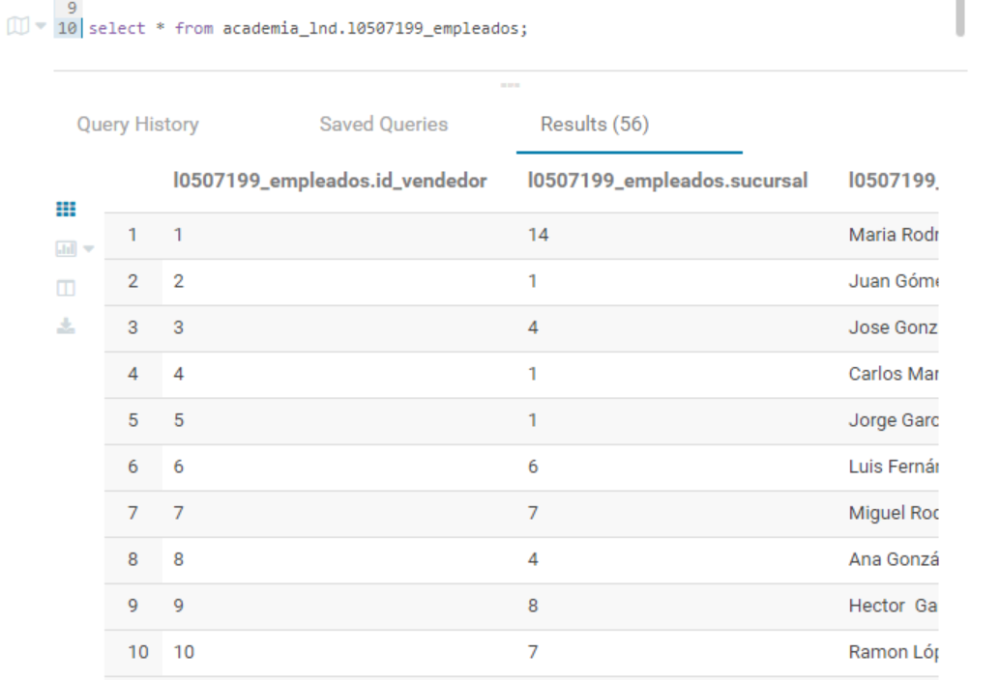 9
10 select * from academia_lnd.l0507199_empleados;
Query History Saved Queries Results (56)
l0507199_empleados.id_vendedor l0507199_empleados.sucursal l0507199_
1 1 14 Maria Rodr
2 2 1 Juan Góme
3 3 4 Jose Gonz
4 4 1 Carlos Mar
5 5 1 Jorge Garc
6 6 6 Luis Fernár
7 7 7 Miguel Roc
8 8 4 Ana Gonzá
9 9 8 Hector Ga
10 10 7 Ramon Lóp